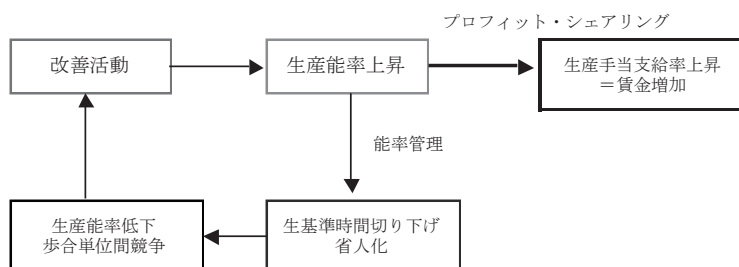 プロフィット・シェアリング
改善活動
生産能率上昇
生産手当支給率上昇
＝賃金増加
能率管理
生産能率低下
歩合単位間競争
生基準時間切り下げ
省人化